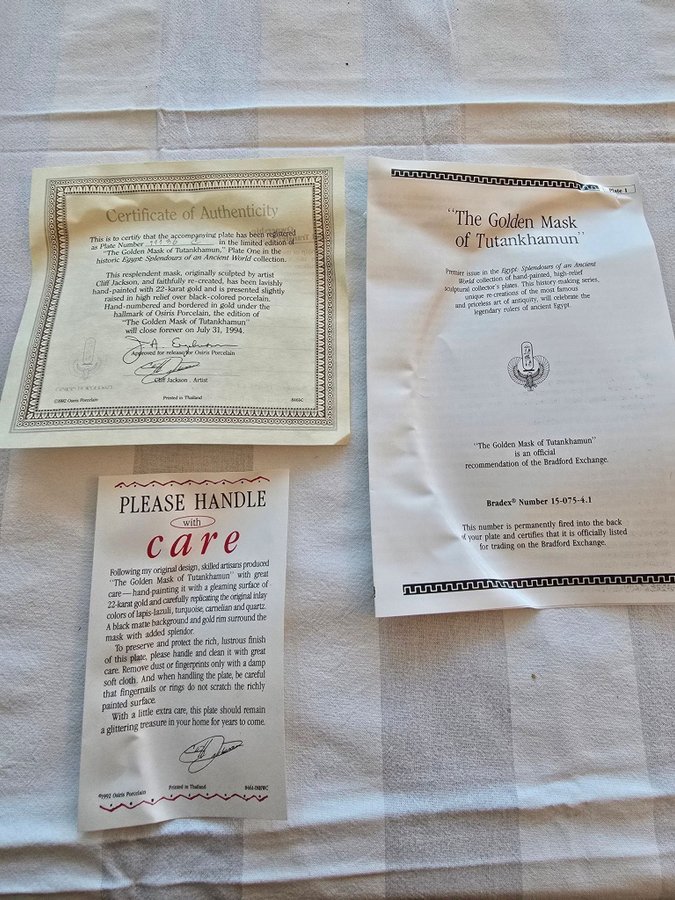 Certificate of Authenticity
This is to certify that the accompanying plate has been registered
as Plate Number in the limited edition of
"The Golden Mask of Tutankhamun," Plate One in the
historic Egypt: Splendours of an Ancient World collection.
This resplendent mask, originally sculpted by artist
Cliff Jackson, and faithfully re-created, has been lavishly
hand-painted with 22-karat gold and is presented slightly
raised in high relief over black-colored porcelain.
Hand-numbered and bordered in gold under the
hallmark of Osiris Porcelain, the edition of
"The Golden Mask of Tutankhamun"
will close forever on July 31, 1994.
Approved for release for Osiris Porcelain
Cliff Jackson , Artist
©1992 Osiris Porcelain
Printed in Thailand
8461-C
PLEASE HANDLE
with
care
Following my original design, skilled artisans produced
"The Golden Mask of Tutankhamun" with great
care — hand-painting it with a gleaming surface of
22-karat gold and carefully replicating the original inlay
colors of lapis-lazuli, turquoise, carnelian and quartz.
A black matte background and gold rim surround the
mask with added splendor.
To preserve and protect the rich, lustrous finish
of this plate, please handle and clean it with great
care. Remove dust or fingerprints only with a damp
soft cloth. And when handling the plate, be careful
that fingernails or rings do not scratch the richly
painted surface.
With a little extra care, this plate should remain
a glittering treasure in your home for years to come.
©1992 Osiris Porcelain
Printed in Thailand
Plate 1
"The Golden Mask
of Tutankhamun"
Premier issue in the Egypt: Splendours of an Ancient
World collection of hand-painted, high-relief
sculptural collector's plates. This history-making series,
unique re-creations of the most famous
and priceless art of antiquity, will celebrate the
legendary rulers of ancient Egypt.
"The Golden Mask of Tutankhamun"
is an official
recommendation of the Bradford Exchange.
Bradex® Number 15-075-4.1
This number is permanently fired into the back
of your plate and certifies that it is officially listed
for trading on the Bradford Exchange.